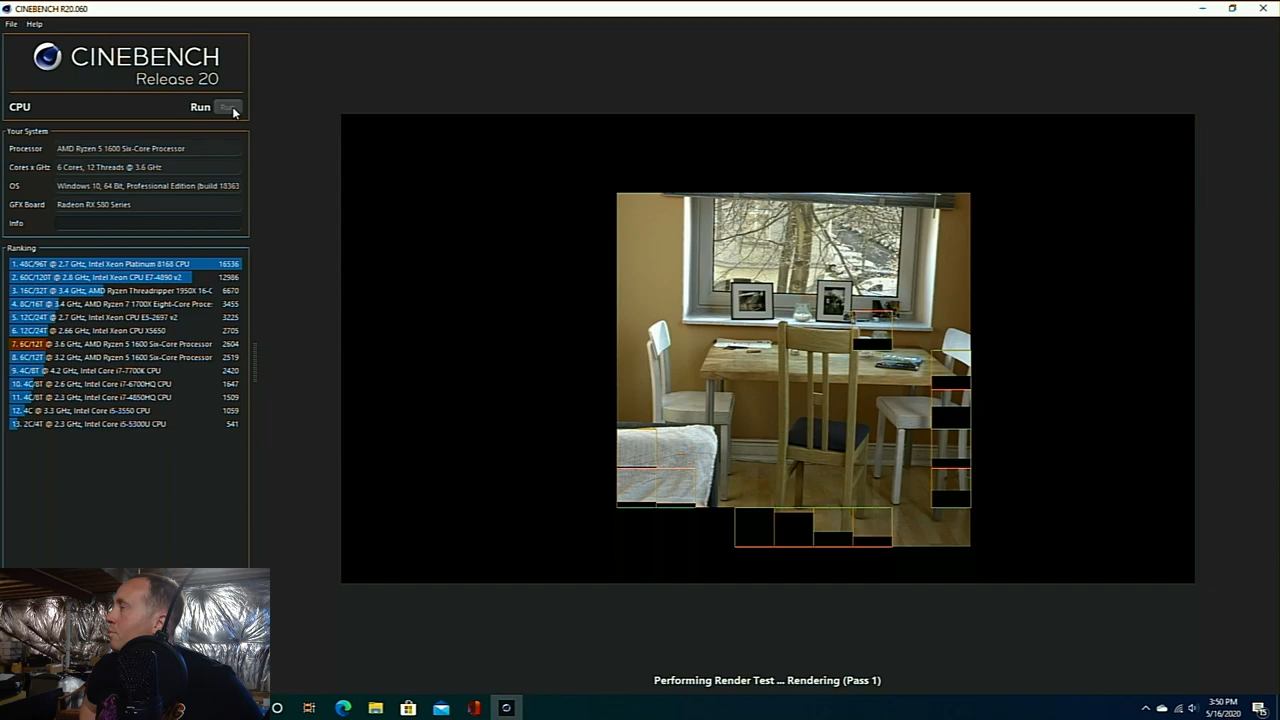 CINEBENCH R20.060
File Help
CINEBENCH
Release 20
CPU Run Run
Your System
Processor AMD Ryzen 5 1600 Six-Core Processor
Cores x GHz 6 Cores, 12 Threads @ 3.6 GHz
OS Windows 10, 64 Bit, Professional Edition (build 18363
GFX Board Radeon RX 580 Series
Info
Ranking
1. 48C/96T @ 2.7 GHz, Intel Xeon Platinum 8168 CPU 16536
2. 60C/120T @ 2.8 GHz, Intel Xeon CPU E7-4890 v2 12986
3. 16C/32T @ 3.4 GHz, AMD Ryzen Threadripper 1950X 16-C 6670
4. 8C/16T @ 3.4 GHz, AMD Ryzen 7 1700X Eight-Core Proce: 3455
5. 12C/24T @ 2.7 GHz, Intel Xeon CPU E5-2697 v2 3225
6. 12C/24T @ 2.66 GHz, Intel Xeon CPU X5650 2705
7. 6C/12T @ 3.6 GHz, AMD Ryzen 5 1600 Six-Core Processor 2604
8. 6C/12T @ 3.2 GHz, AMD Ryzen 5 1600 Six-Core Processor 2519
9. 4C/8T @ 4.2 GHz, Intel Core i7-7700K CPU 2420
10. 4C/8T @ 2.6 GHz, Intel Core i7-6700HQ CPU 1647
11. 4C/8T @ 2.3 GHz, Intel Core i7-4850HQ CPU 1509
12. 4C @ 3.3 GHz, Intel Core i5-3550 CPU 1059
13. 2C/4T @ 2.3 GHz, Intel Core i5-5300U CPU 541
Performing Render Test ... Rendering (Pass 1)
3:50 PM
5/16/2020
15